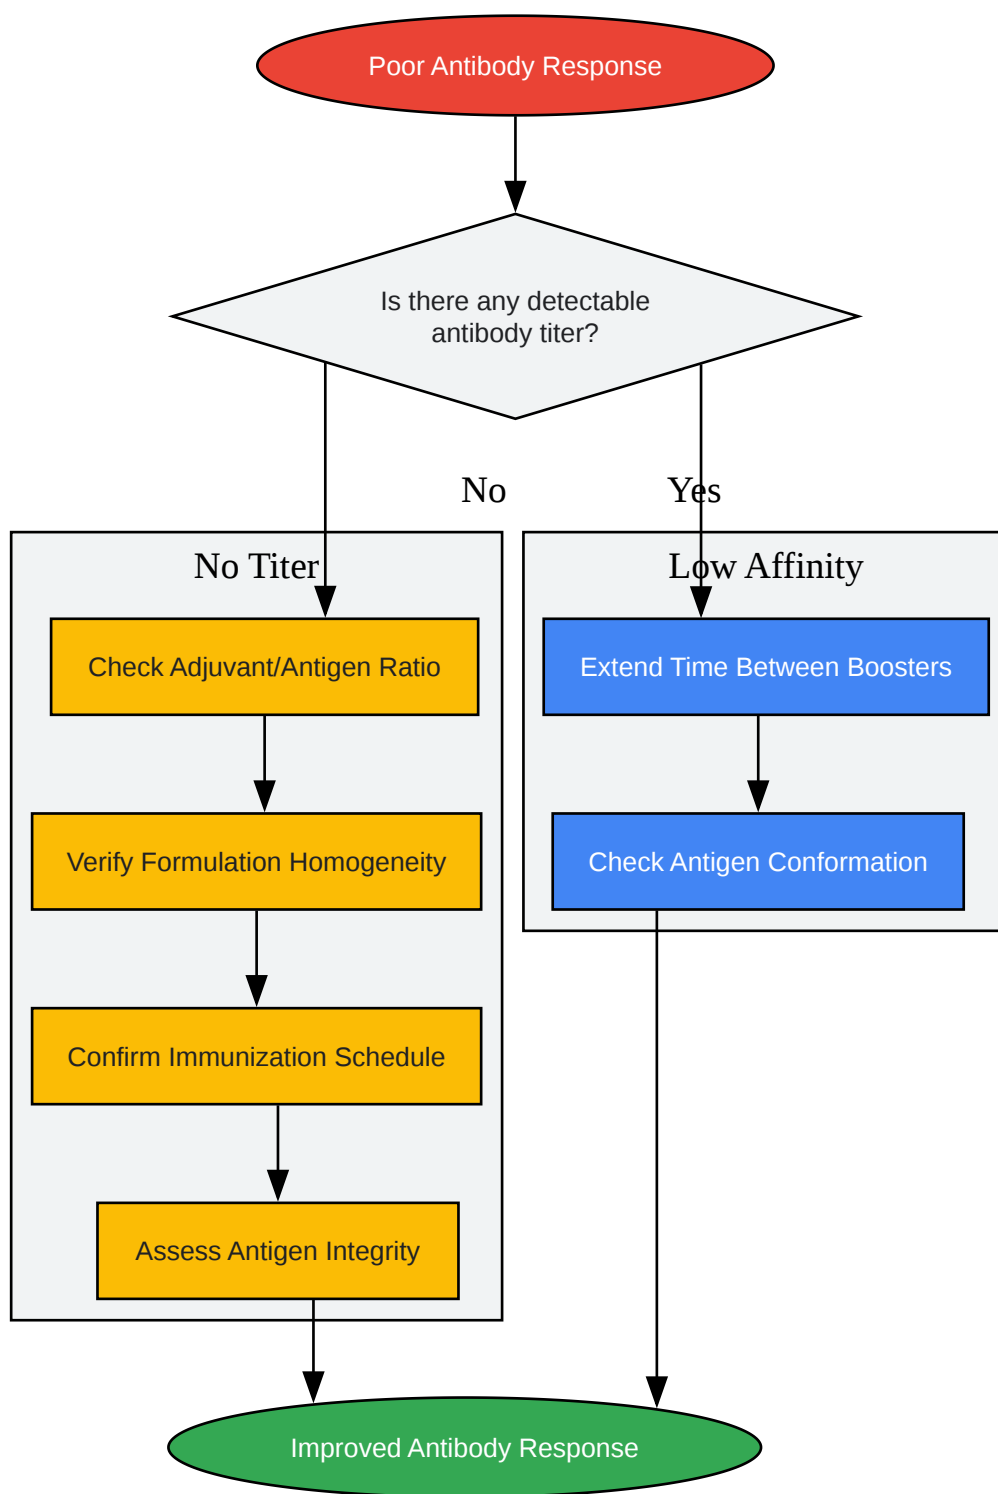 Poor Antibody Response
Is there any detectable
antibody titer?
No
Yes
No Titer
Check Adjuvant/Antigen Ratio
Verify Formulation Homogeneity
Confirm Immunization Schedule
Assess Antigen Integrity
Low Affinity
Extend Time Between Boosters
Check Antigen Conformation
Improved Antibody Response